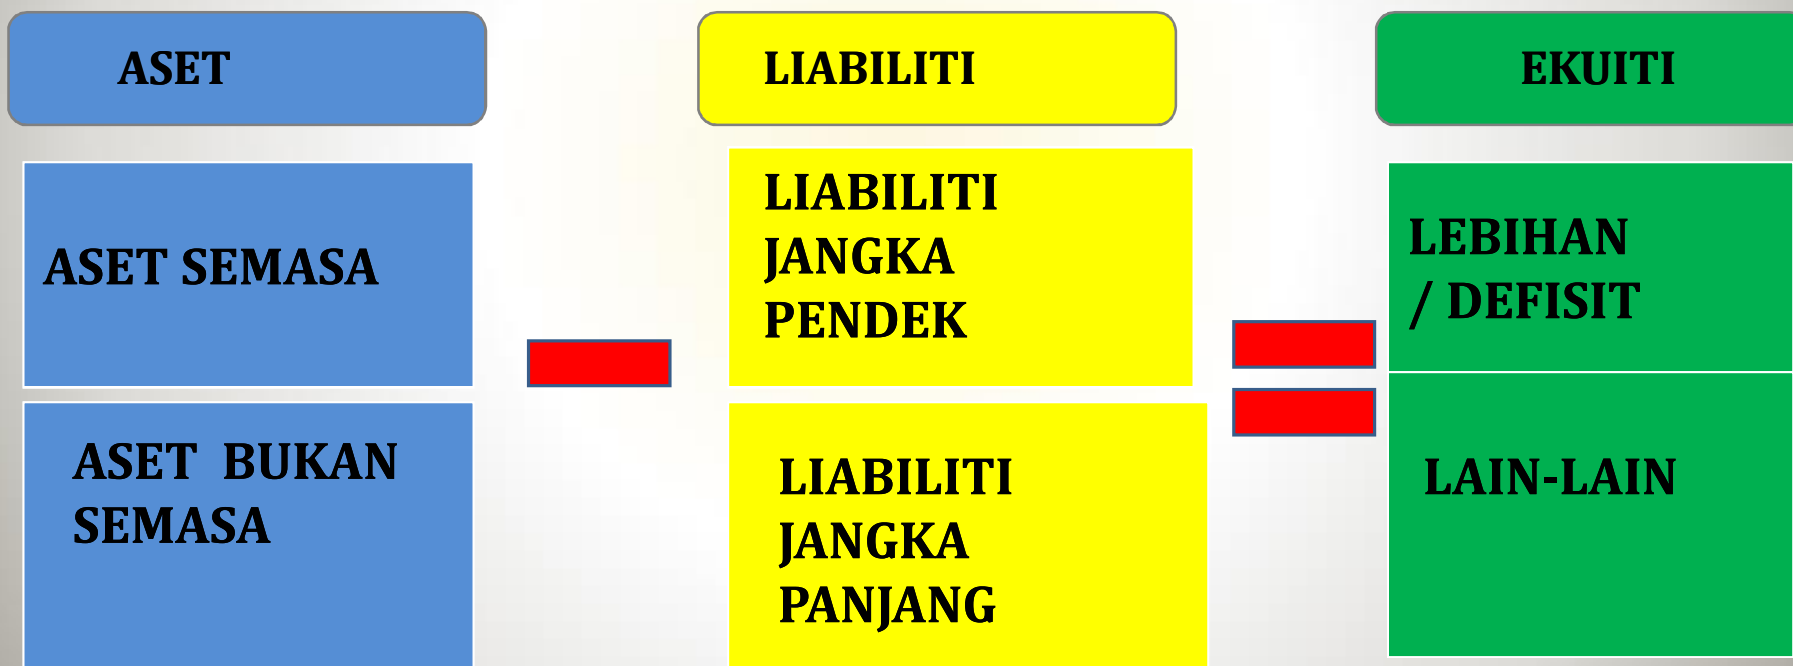 ASET
LIABILITI
EKUITI
ASET SEMASA
LIABILITI
JANGKA
PENDEK
LEBIHAN
/ DEFISIT
ASET BUKAN
SEMASA
LIABILITI
JANGKA
PANJANG
LAIN-LAIN